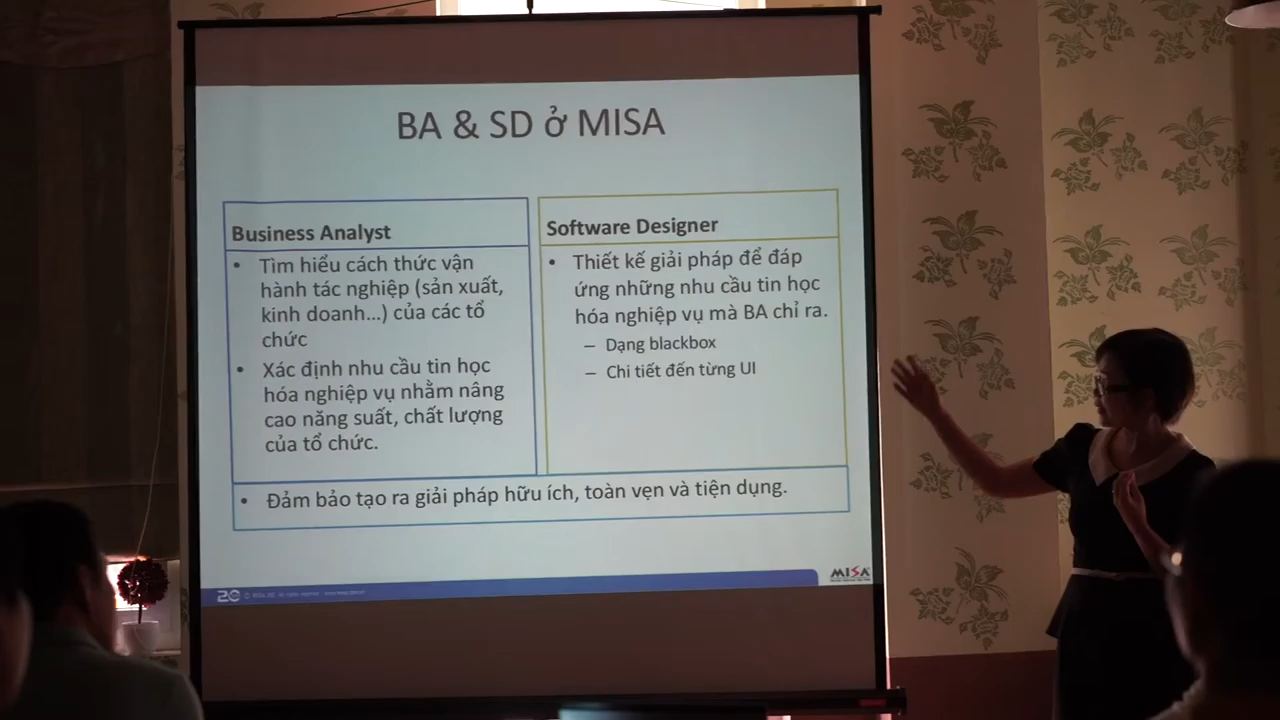 BA & SD ở MISA
Business Analyst
• Tìm hiểu cách thức vận
hành tác nghiệp (sản xuất,
kinh doanh...) của các tổ
chức
• Xác định nhu cầu tin học
hóa nghiệp vụ nhằm nâng
cao năng suất, chất lượng
của tổ chức.
Software Designer
• Thiết kế giải pháp để đáp
ứng những nhu cầu tin học
hóa nghiệp vụ mà BA chỉ ra.
– Dạng blackbox
– Chi tiết đến từng UI
• Đảm bảo tạo ra giải pháp hữu ích, toàn vẹn và tiện dụng.
20
MISA